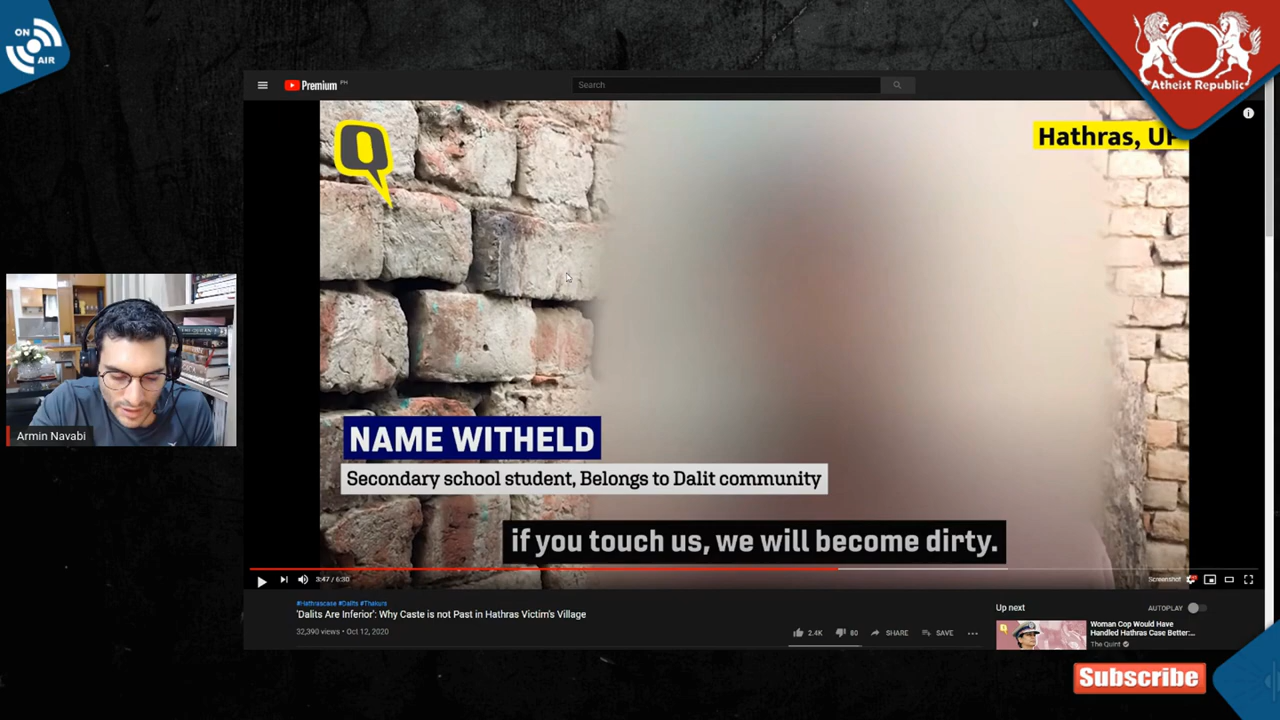 ON
AIR
Premium PH
Search
Atheist Republic
Q
Hathras, UP
Armin Navabi
NAME WITHELD
Secondary school student, Belongs to Dalit community
if you touch us, we will become dirty.
3:47 / 6:30
Screenshot
#Hathrascase #Dalits #Thakurs
'Dalits Are Inferior': Why Caste is not Past in Hathras Victim's Village
32,390 views • Oct 12, 2020
2.4K
80
SHARE
SAVE
Up next
AUTOPLAY
Woman Cop Would Have
Handled Hathras Case Better:...
The Quint
Subscribe